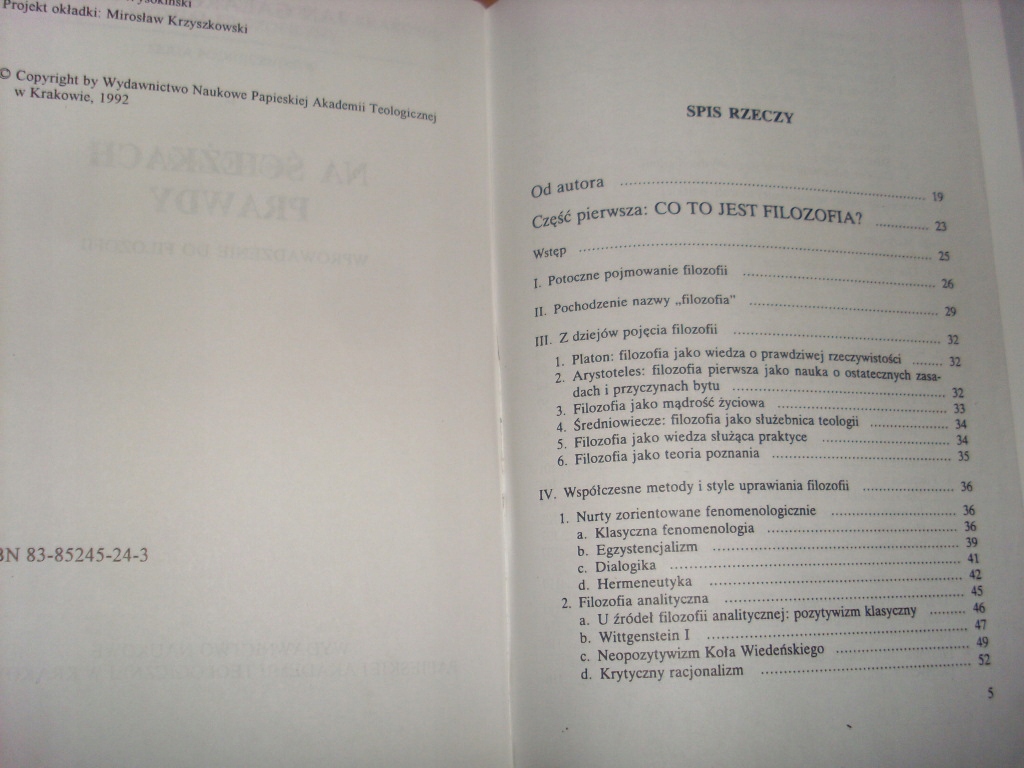 Projekt okładki: Mirosław Krzyszkowski
© Copyright by Wydawnictwo Naukowe Papieskiej Akademii Teologicznej
w Krakowie, 1992
NA ŚCIEŻKACH
PRAWDY
WPROWADZENIE DO FILOZOFII
BN 83-85245-24-3
SPIS RZECZY
Od autora .......... 19
Część pierwsza: CO TO JEST FILOZOFIA? .......... 23
Wstęp .......... 25
I. Potoczne pojmowanie filozofii .......... 26
II. Pochodzenie nazwy „filozofia" .......... 29
III. Z dziejów pojęcia filozofii .......... 32
1. Platon: filozofia jako wiedza o prawdziwej rzeczywistości .......... 32
2. Arystoteles: filozofia pierwsza jako nauka o ostatecznych zasa-
dach i przyczynach bytu .......... 32
3. Filozofia jako mądrość życiowa .......... 33
4. Średniowiecze: filozofia jako służebnica teologii .......... 34
5. Filozofia jako wiedza służąca praktyce .......... 34
6. Filozofia jako teoria poznania .......... 35
IV. Współczesne metody i style uprawiania filozofii .......... 36
1. Nurty zorientowane fenomenologicznie .......... 36
a. Klasyczna fenomenologia .......... 36
b. Egzystencjalizm .......... 39
c. Dialogika .......... 41
d. Hermeneutyka .......... 42
2. Filozofia analityczna .......... 45
a. U źródeł filozofii analitycznej: pozytywizm klasyczny .......... 46
b. Wittgenstein I .......... 47
c. Neopozytywizm Koła Wiedeńskiego .......... 49
d. Krytyczny racjonalizm .......... 52
5